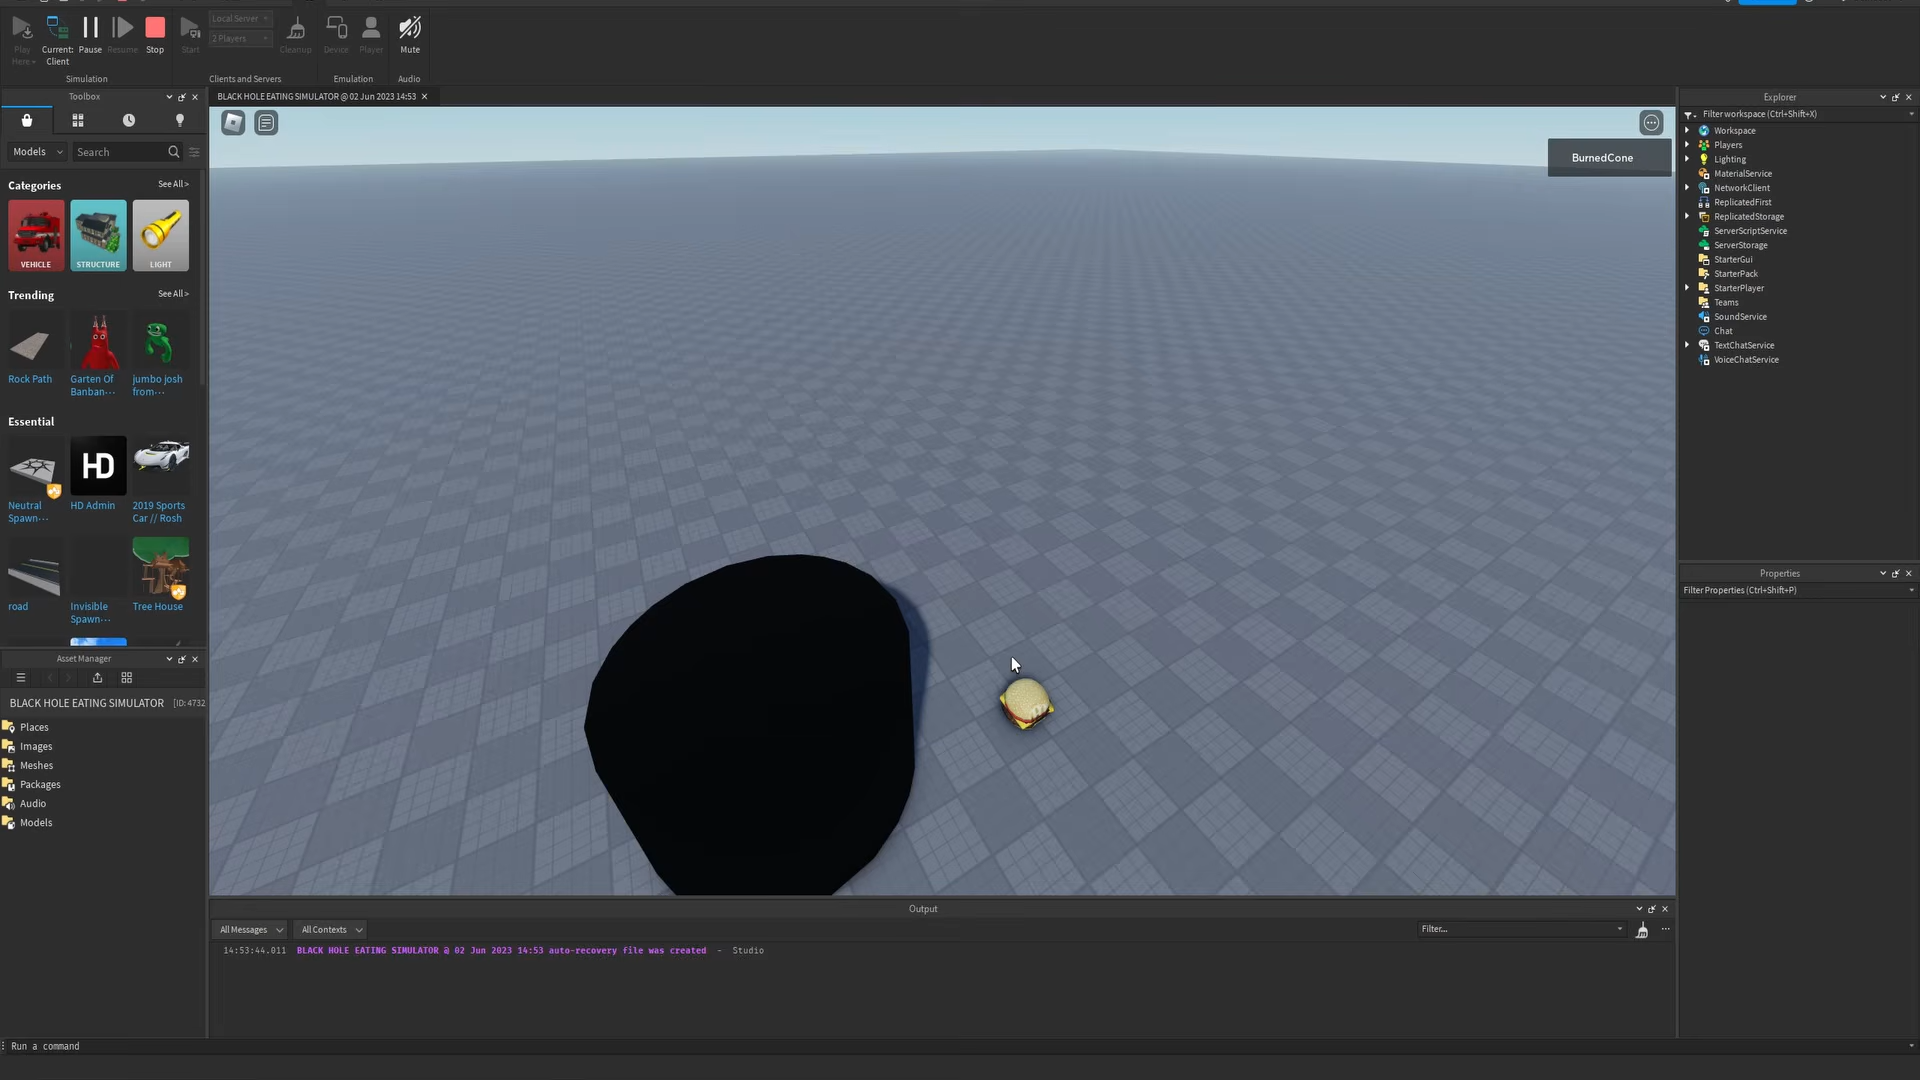 Play
Here
Current:
Client
Pause
Resume
Stop
Simulation
Start
Local Server
2 Players
Cleanup
Clients and Servers
Device
Player
Emulation
Mute
Audio
Toolbox
BLACK HOLE EATING SIMULATOR @ 02 Jun 2023 14:53
Models
Search
Categories
See All >
VEHICLE
STRUCTURE
LIGHT
Trending
See All >
Rock Path
Garten Of
Banban···
jumbo josh
from···
Essential
HD
Neutral
Spawn···
HD Admin
2019 Sports
Car // Rosh
road
Invisible
Spawn···
Tree House
Asset Manager
BLACK HOLE EATING SIMULATOR [ID: 4732
Places
Images
Meshes
Packages
Audio
Models
BurnedCone
Explorer
Filter workspace (Ctrl+Shift+X)
Workspace
Players
Lighting
MaterialService
NetworkClient
ReplicatedFirst
ReplicatedStorage
ServerScriptService
ServerStorage
StarterGui
StarterPack
StarterPlayer
Teams
SoundService
Chat
TextChatService
VoiceChatService
Properties
Filter Properties (Ctrl+Shift+P)
Output
All Messages
All Contexts
Filter...
14:53:44.011 BLACK HOLE EATING SIMULATOR @ 02 Jun 2023 14:53 auto-recovery file was created - Studio
Run a command